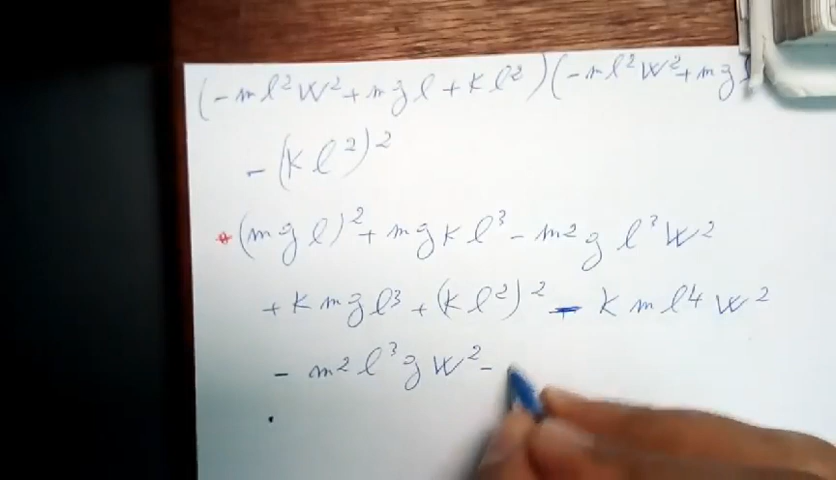 (-ml²w²+mgl+kl²)(-ml²w²+mg
-(kl²)²
*(mgl)²+mgkl³-m²gl³w²
+kmgl³+(kl²)²-kml⁴w²
-m²l³gw²-